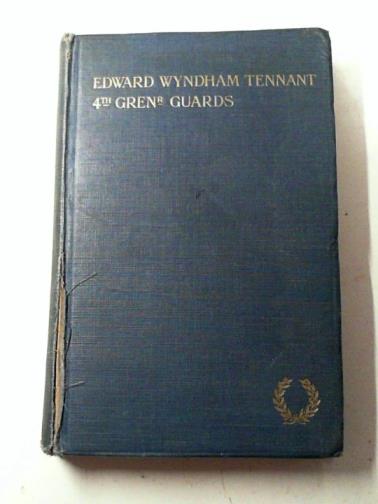 EDWARD WYNDHAM TENNANT
4TH GRENR GUARDS